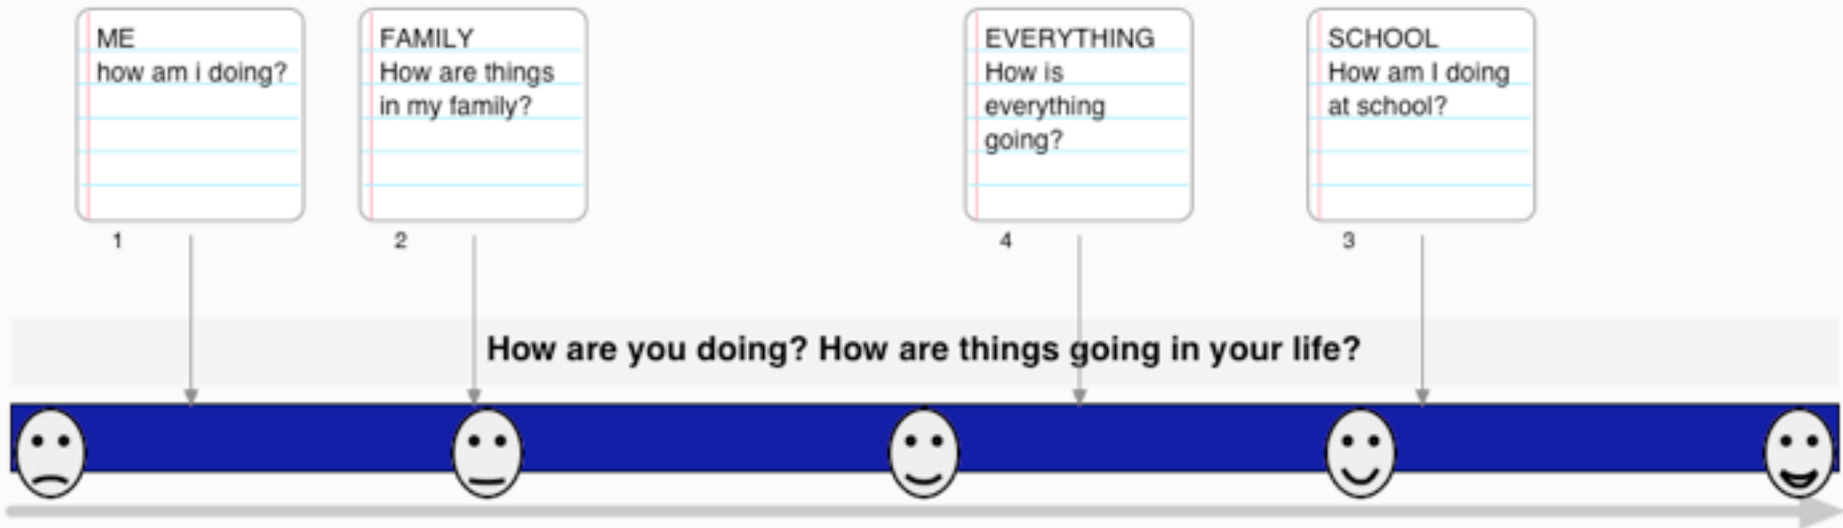 ME
how am i doing?
1
FAMILY
How are things
in my family?
2
EVERYTHING
How is
everything
going?
4
SCHOOL
How am I doing
at school?
3
How are you doing? How are things going in your life?